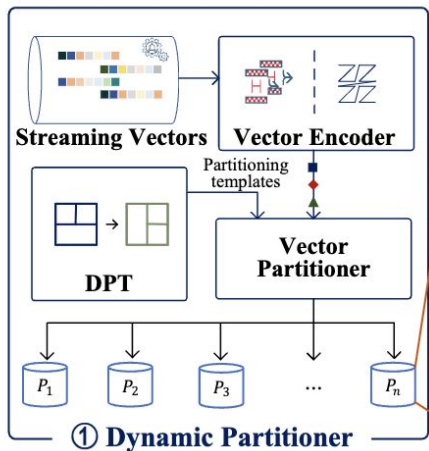 Streaming Vectors
Vector Encoder
Partitioning
templates
DPT
Vector
Partitioner
P1
P2
P3
...
Pn
① Dynamic Partitioner